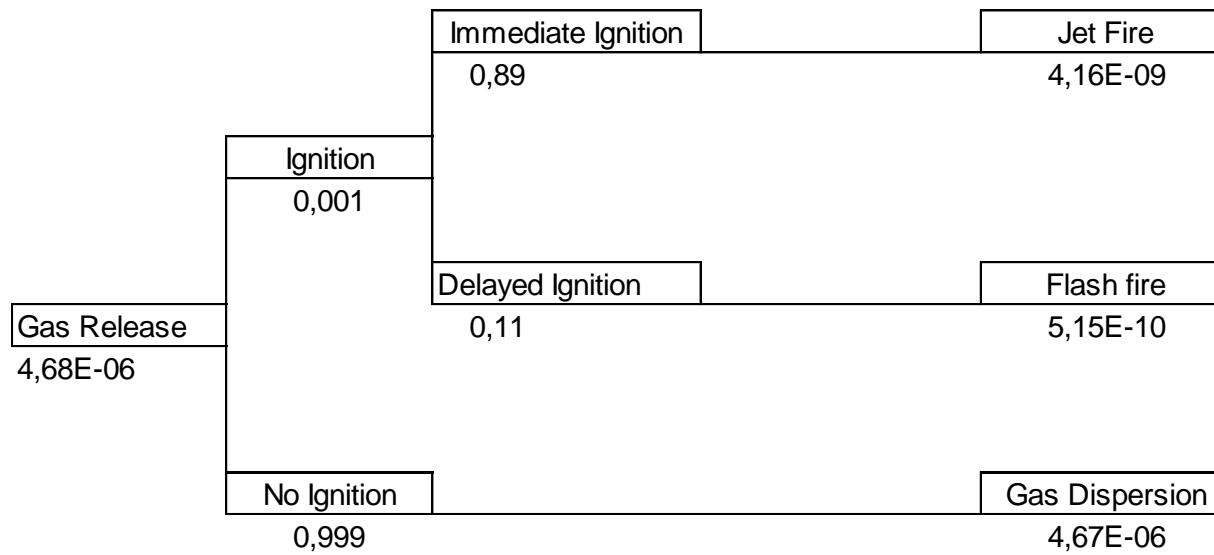 Immediate Ignition
Jet Fire
0,89
4,16E-09
Ignition
0,001
Delayed Ignition
Flash fire
0,11
5,15E-10
Gas Release
4,68E-06
No Ignition
Gas Dispersion
0,999
4,67E-06